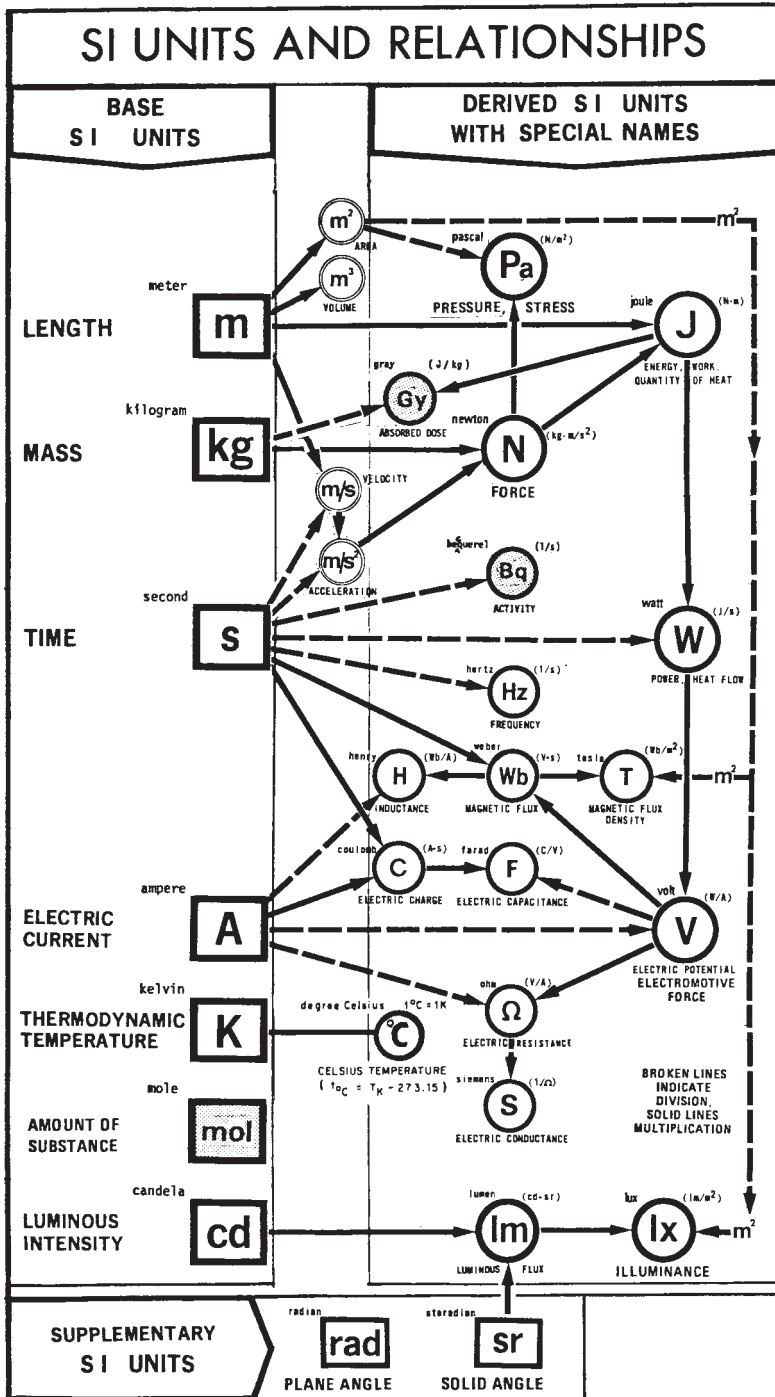 SI UNITS AND RELATIONSHIPS
BASE
SI UNITS
DERIVED SI UNITS
WITH SPECIAL NAMES
m²
AREA
m²
pascal
(N/m²)
Pa
PRESSURE, STRESS
m³
VOLUME
meter
LENGTH
m
joule
(N·m)
J
ENERGY, WORK,
QUANTITY OF HEAT
gray
(J/kg)
Gy
ABSORBED DOSE
kilogram
MASS
kg
newton
(kg·m/s²)
N
FORCE
m/s
VELOCITY
m/s²
ACCELERATION
(1/s)
Bq
ACTIVITY
second
TIME
s
watt
(J/s)
W
POWER, HEAT FLOW
hertz
(1/s)
Hz
FREQUENCY
henry
(Wb/A)
H
INDUCTANCE
weber
(V·s)
Wb
MAGNETIC FLUX
tesla
(Wb/m²)
T
MAGNETIC FLUX
DENSITY
m²
coulomb
(A·s)
C
ELECTRIC CHARGE
farad
(C/V)
F
ELECTRIC CAPACITANCE
ampere
ELECTRIC
CURRENT
A
volt
(W/A)
V
ELECTRIC POTENTIAL
ELECTROMOTIVE
FORCE
kelvin
THERMODYNAMIC
TEMPERATURE
K
degree Celsius 1°C = 1K
°C
CELSIUS TEMPERATURE
( t°C = TK − 273.15 )
ohm
(V/A)
Ω
ELECTRIC RESISTANCE
siemens
(1/Ω)
S
ELECTRIC CONDUCTANCE
BROKEN LINES
INDICATE
DIVISION,
SOLID LINES
MULTIPLICATION
mole
AMOUNT OF
SUBSTANCE
mol
candela
LUMINOUS
INTENSITY
cd
lumen
(cd·sr)
lm
LUMINOUS FLUX
lux
(lm/m²)
lx
ILLUMINANCE
m²
SUPPLEMENTARY
SI UNITS
radian
rad
PLANE ANGLE
steradian
sr
SOLID ANGLE